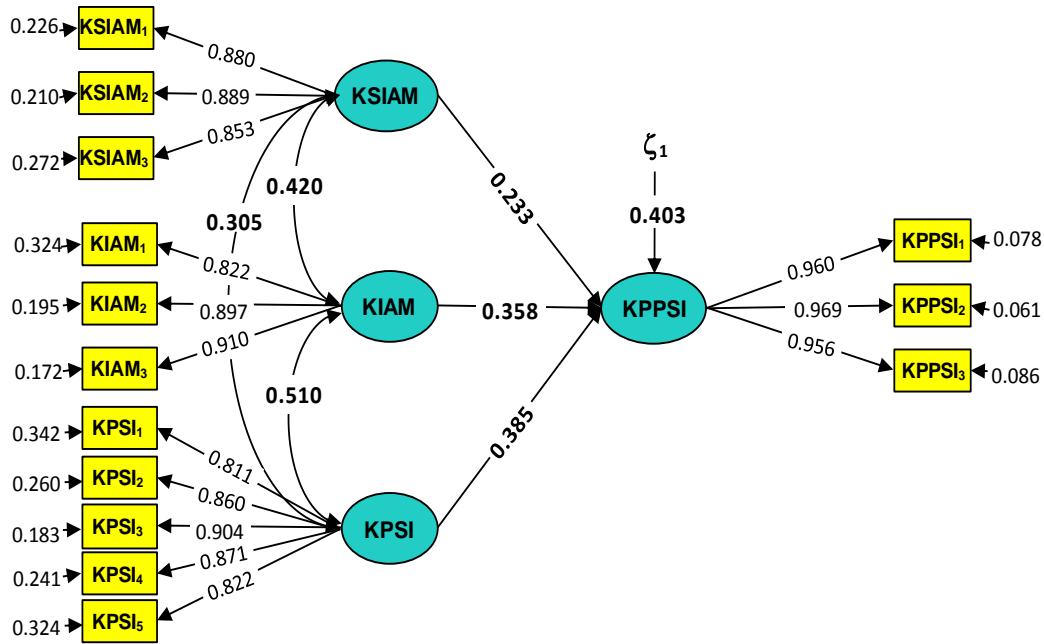 0.226
KSIAM₁
0.880
0.210
KSIAM₂
0.889
KSIAM
0.272
KSIAM₃
0.853
ζ₁
0.420
0.233
0.403
0.305
0.324
KIAM₁
0.822
KPPSI₁
0.078
0.960
0.195
KIAM₂
0.897
KIAM
0.358
KPPSI
0.969
KPPSI₂
0.061
0.910
0.956
0.172
KIAM₃
KPPSI₃
0.086
0.510
0.385
0.342
KPSI₁
0.811
0.260
KPSI₂
0.860
0.183
KPSI₃
0.904
KPSI
0.241
KPSI₄
0.871
0.822
0.324
KPSI₅